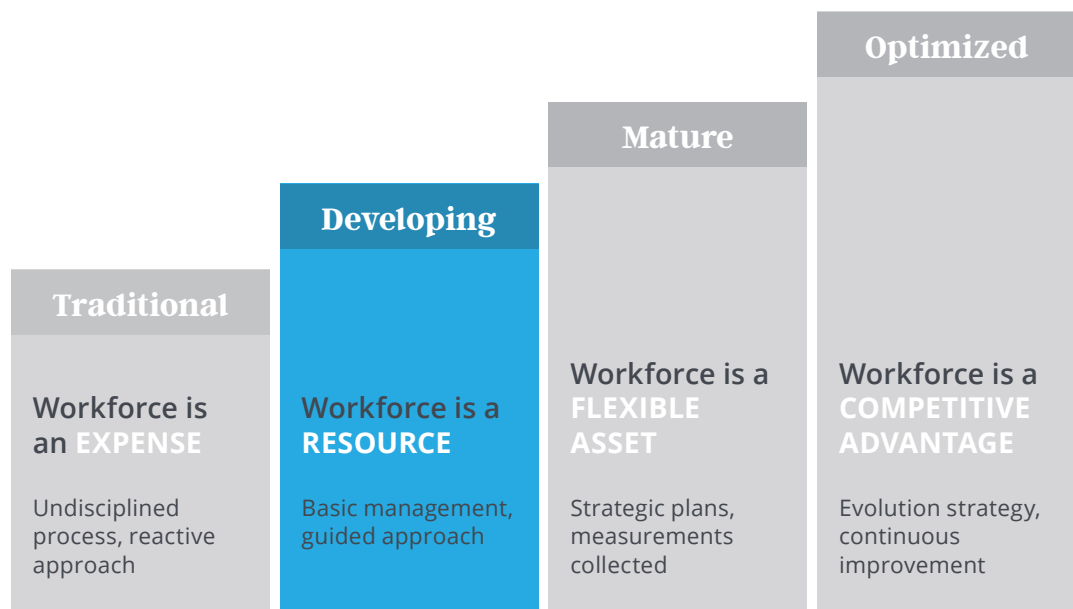 Traditional
Workforce is
an EXPENSE
Undisciplined
process, reactive
approach
Developing
Workforce is a
RESOURCE
Basic management,
guided approach
Mature
Workforce is a
FLEXIBLE
ASSET
Strategic plans,
measurements
collected
Optimized
Workforce is a
COMPETITIVE
ADVANTAGE
Evolution strategy,
continuous
improvement